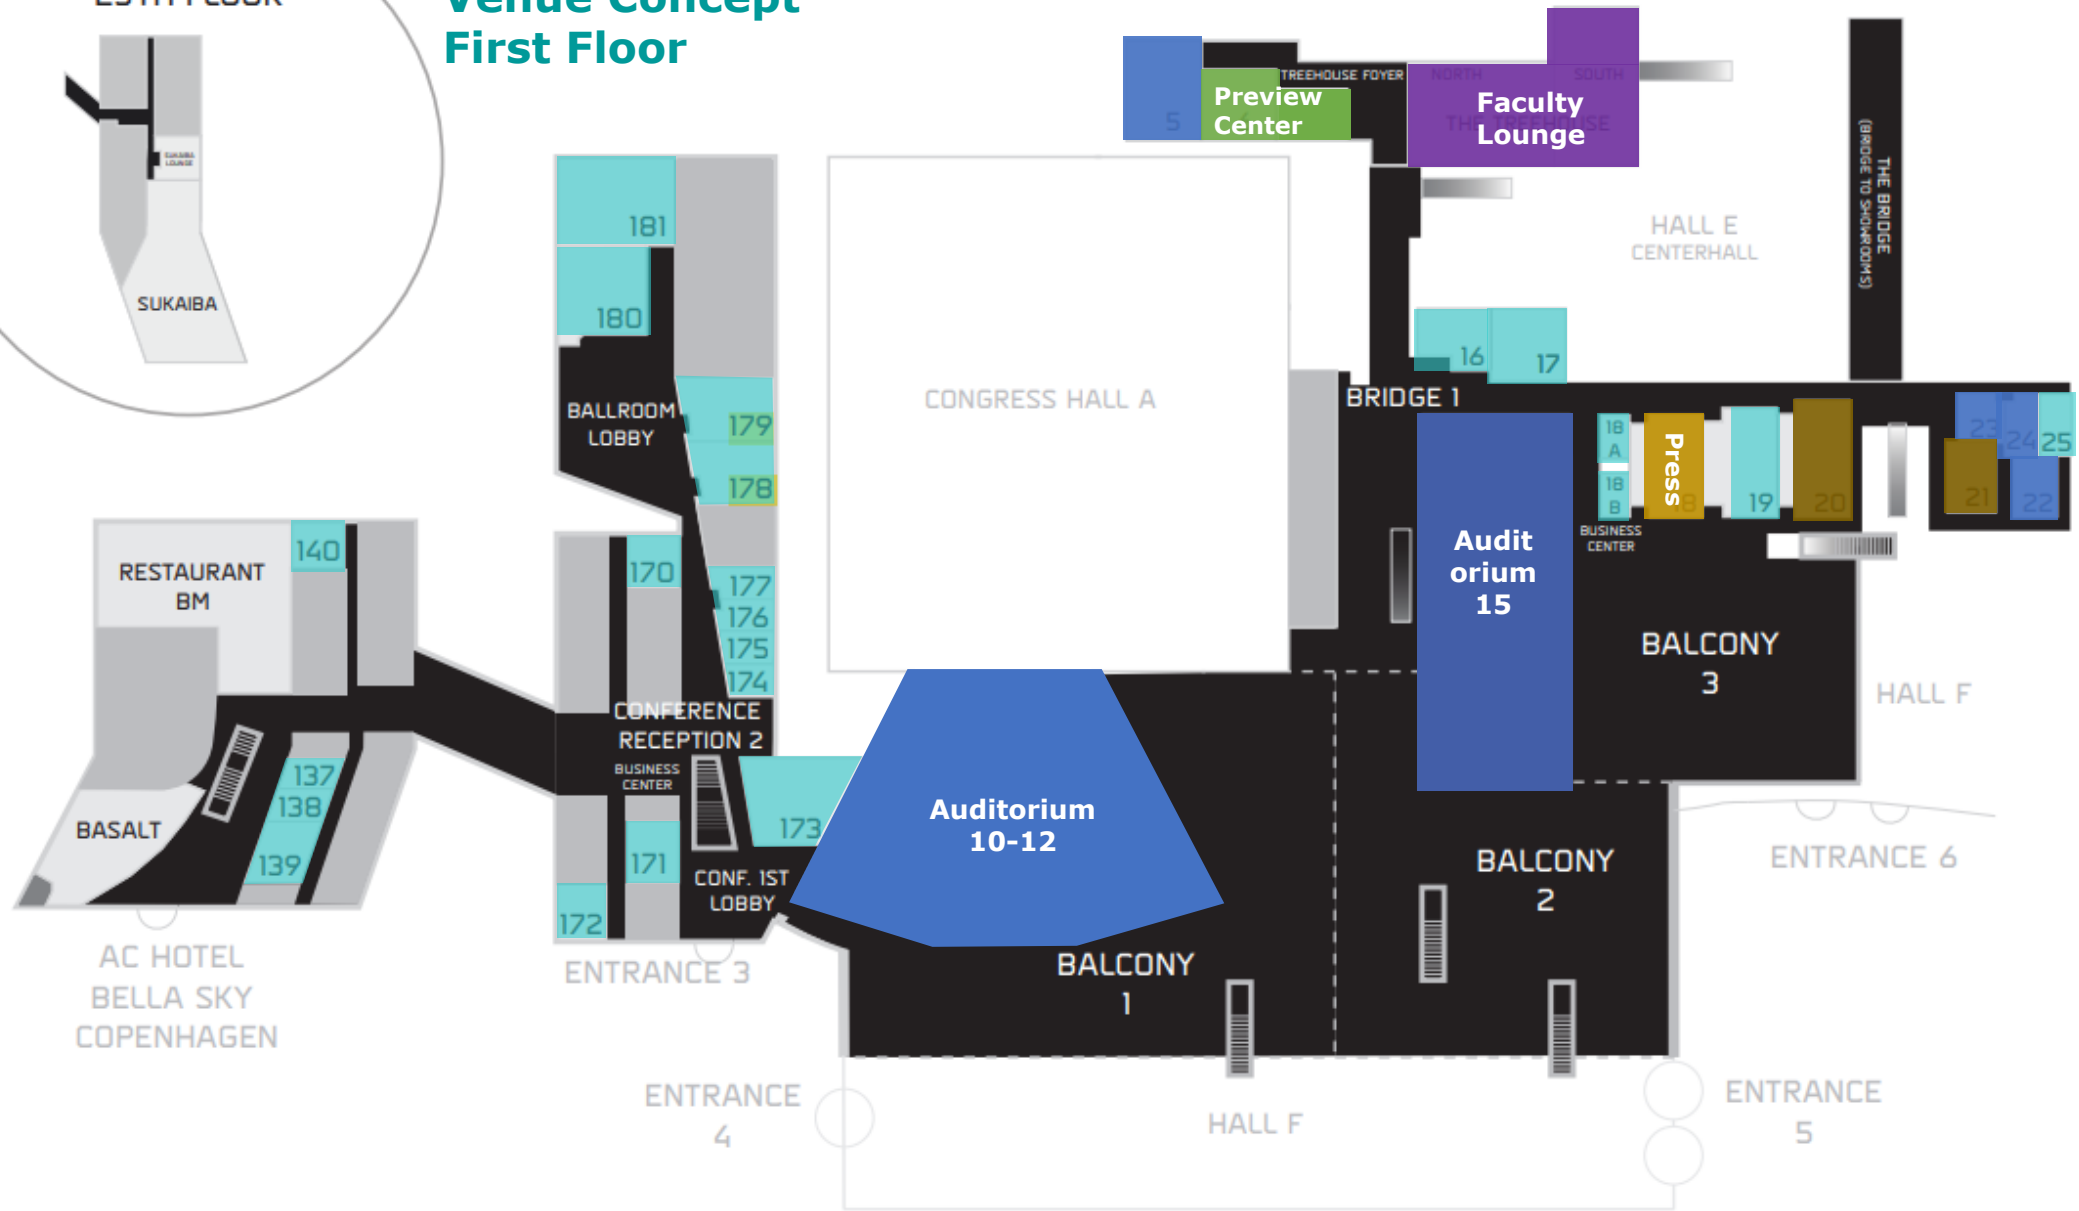 Venue Concept
First Floor
SUKAIBA
LOUNGE
SUKAIBA
5
Preview
Center
TREEHOUSE FOYER
NORTH
SOUTH
THE TREEHOUSE
Faculty
Lounge
THE BRIDGE
(BRIDGE TO SHOWROOMS)
HALL E
CENTERHALL
181
180
BALLROOM
LOBBY
179
178
CONGRESS HALL A
BRIDGE 1
16
17
18
A
18
B
BUSINESS
CENTER
Press
18
19
20
23
24
25
21
22
Audit
orium
15
BALCONY
3
HALL F
140
RESTAURANT
BM
170
177
176
175
174
CONFERENCE
RECEPTION 2
BUSINESS
CENTER
173
171
172
CONF. 1ST
LOBBY
137
138
139
BASALT
Auditorium
10-12
BALCONY
1
BALCONY
2
ENTRANCE 6
AC HOTEL
BELLA SKY
COPENHAGEN
ENTRANCE 3
ENTRANCE
4
HALL F
ENTRANCE
5